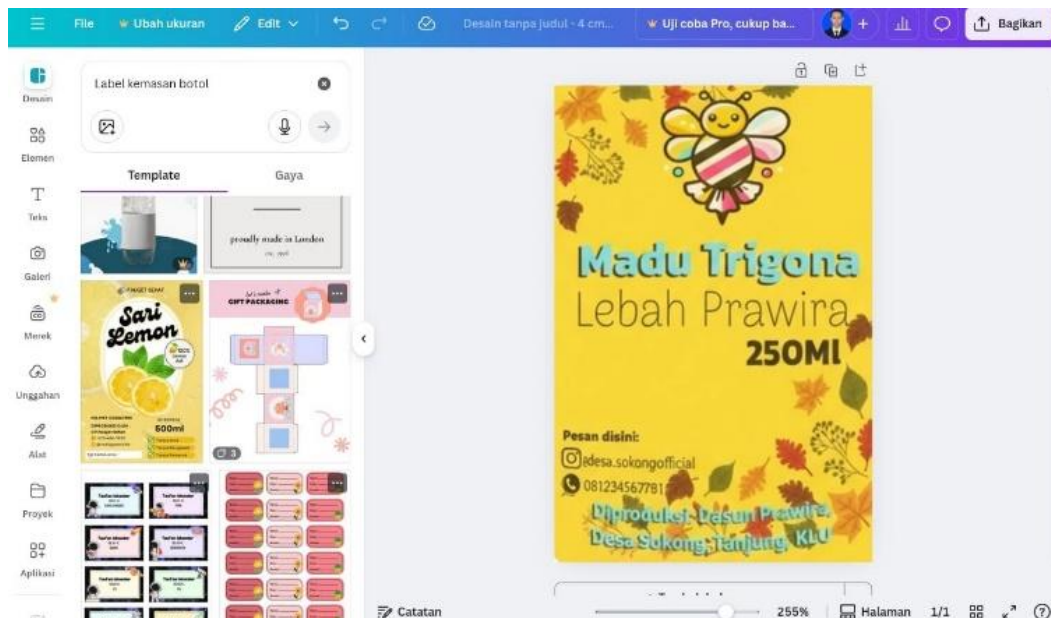 File
Ubah ukuran
Edit
Desain tanpa judul - 4 cm...
Uji coba Pro, cukup ba...
Bagikan
Desain
Elemen
Teks
Galeri
Merek
Unggahan
Alat
Proyek
Aplikasi
Label kemasan botol
Template
Gaya
proudly made in London
GIFT PACKAGING
Sari
Lemon
500ml
3
Madu Trigona
Lebah Prawira
250Ml
Pesan disini:
@desa.sokongofficial
081234567781
Diproduksi, Dasun Prawira,
Desa Sokong, Tanjung, KLU
Catatan
255%
Halaman
1/1